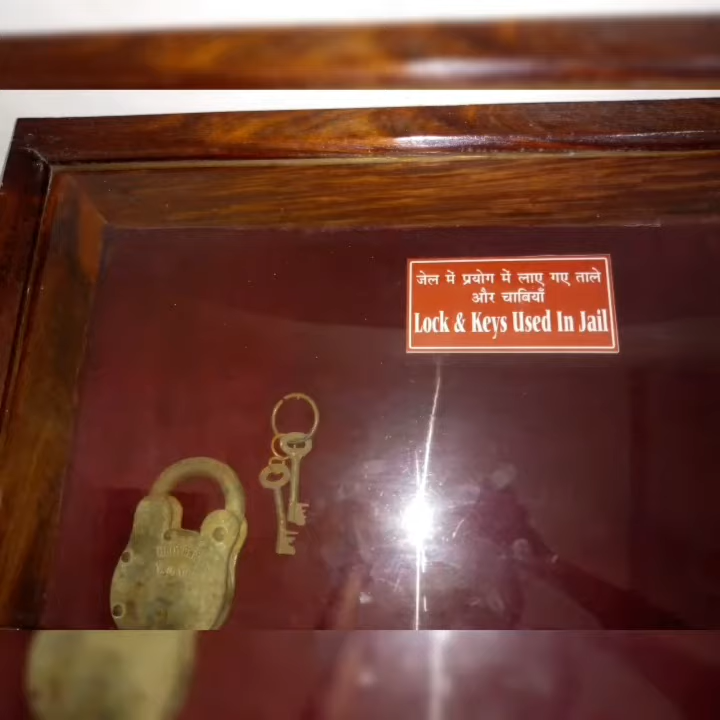 जेल में प्रयोग में लाए गए ताले
और चाबियाँ
Lock & Keys Used In Jail